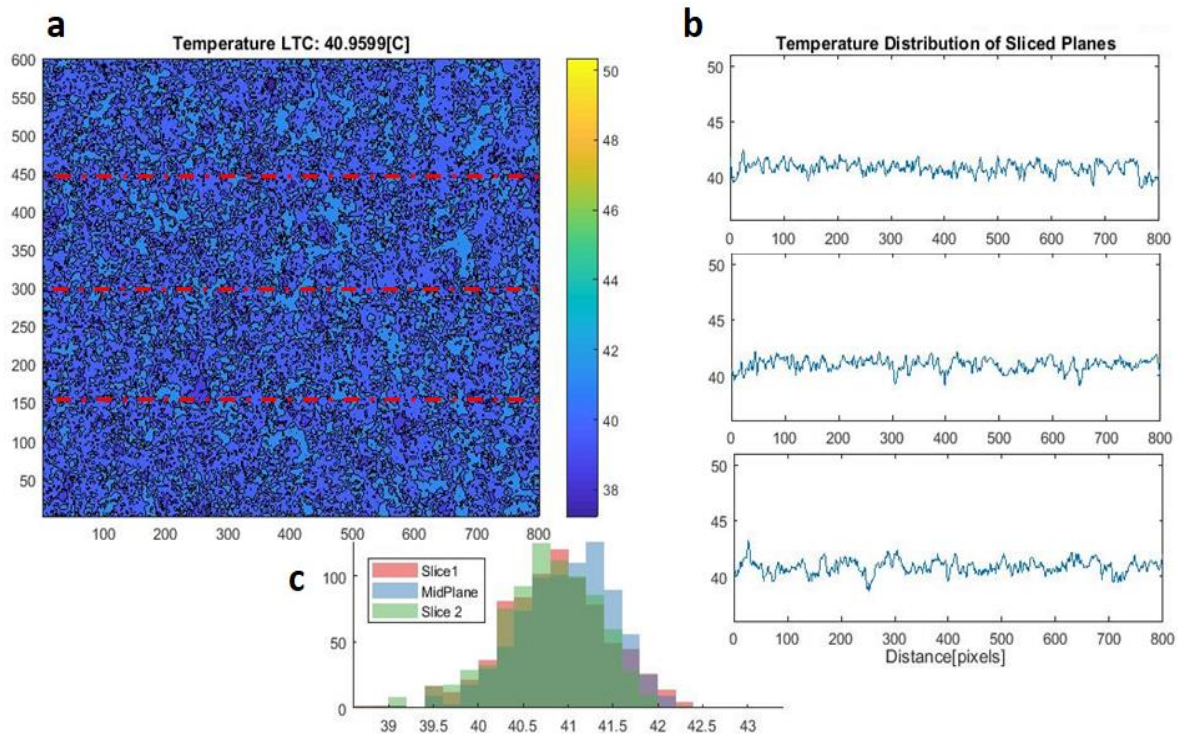 a
Temperature LTC: 40.9599[C]
600
550
500
450
400
350
300
250
200
150
100
50
100 200 300 400 500 600 700 800
50
48
46
44
42
40
38
b
Temperature Distribution of Sliced Planes
50
45
40
0 100 200 300 400 500 600 700 800
50
45
40
0 100 200 300 400 500 600 700 800
50
45
40
0 100 200 300 400 500 600 700 800
Distance[pixels]
c
Slice1
MidPlane
Slice 2
100
50
0
39 39.5 40 40.5 41 41.5 42 42.5 43